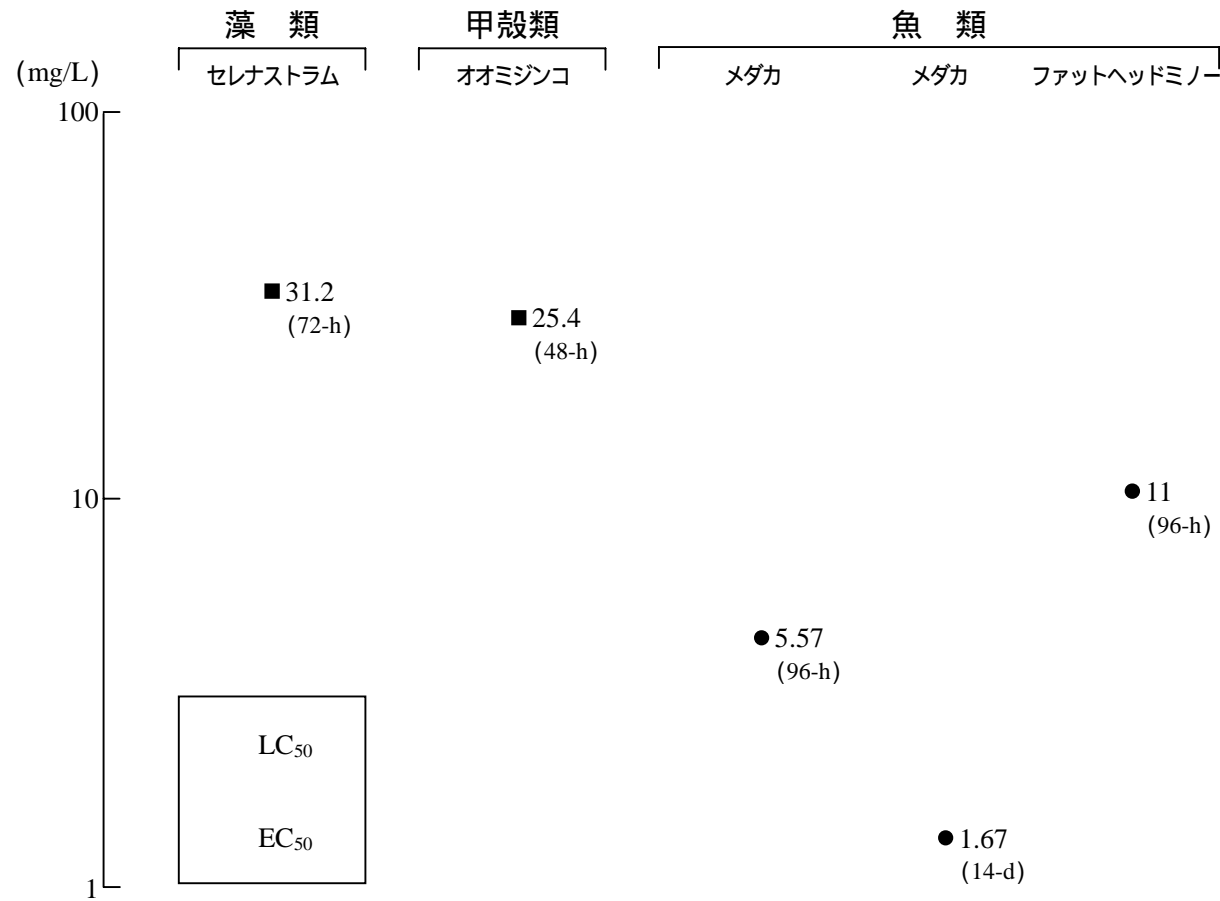 藻 類
甲殻類
魚 類
(mg/L)
セレナストラム
オオミジンコ
メダカ
メダカ
ファットヘッドミノー
100
31.2
(72-h)
25.4
(48-h)
10
11
(96-h)
5.57
(96-h)
LC50
EC50
1.67
(14-d)
1